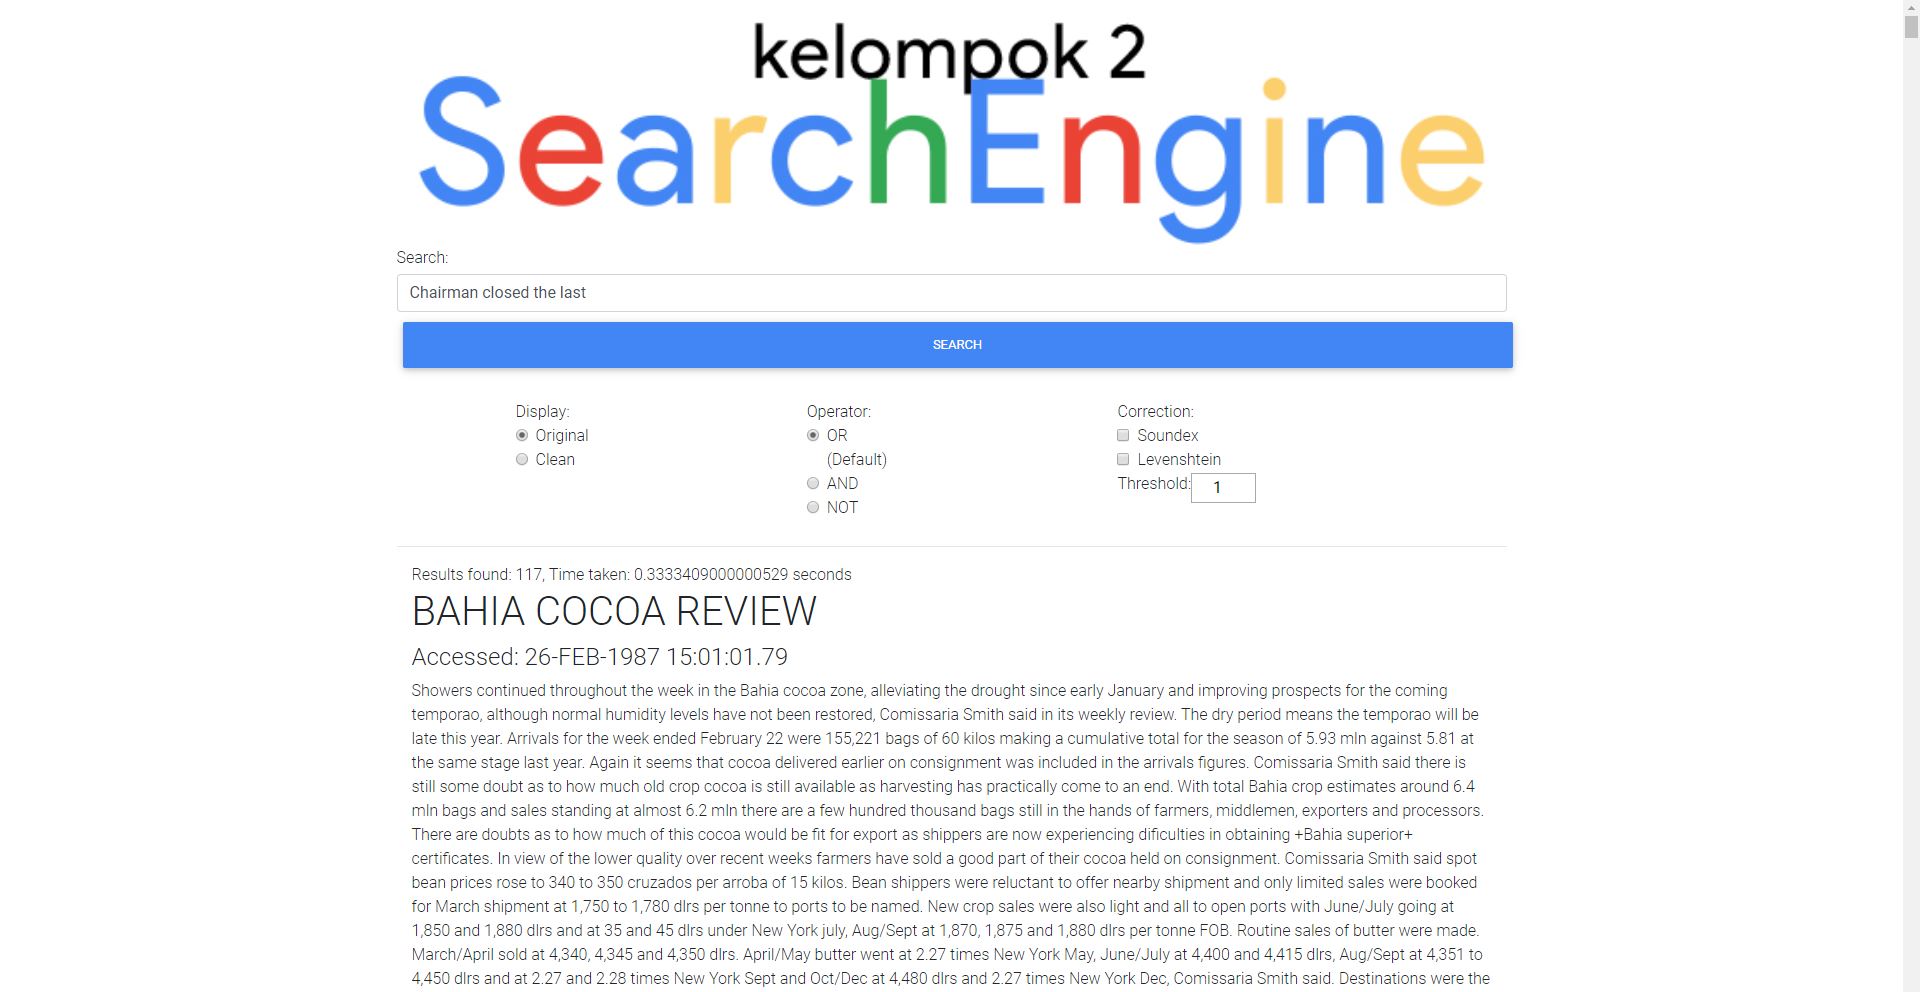 kelompok 2
SearchEngine
Search:
Chairman closed the last
SEARCH
Display:
Original
Clean
Operator:
OR
(Default)
AND
NOT
Correction:
Soundex
Levenshtein
Threshold: 1
Results found: 117, Time taken: 0.3333409000000529 seconds
BAHIA COCOA REVIEW
Accessed: 26-FEB-1987 15:01:01.79
Showers continued throughout the week in the Bahia cocoa zone, alleviating the drought since early January and improving prospects for the coming
temporao, although normal humidity levels have not been restored, Comissaria Smith said in its weekly review. The dry period means the temporao will be
late this year. Arrivals for the week ended February 22 were 155,221 bags of 60 kilos making a cumulative total for the season of 5.93 mln against 5.81 at
the same stage last year. Again it seems that cocoa delivered earlier on consignment was included in the arrivals figures. Comissaria Smith said there is
still some doubt as to how much old crop cocoa is still available as harvesting has practically come to an end. With total Bahia crop estimates around 6.4
mln bags and sales standing at almost 6.2 mln there are a few hundred thousand bags still in the hands of farmers, middlemen, exporters and processors.
There are doubts as to how much of this cocoa would be fit for export as shippers are now experiencing dificulties in obtaining +Bahia superior+
certificates. In view of the lower quality over recent weeks farmers have sold a good part of their cocoa held on consignment. Comissaria Smith said spot
bean prices rose to 340 to 350 cruzados per arroba of 15 kilos. Bean shippers were reluctant to offer nearby shipment and only limited sales were booked
for March shipment at 1,750 to 1,780 dlrs per tonne to ports to be named. New crop sales were also light and all to open ports with June/July going at
1,850 and 1,880 dlrs and at 35 and 45 dlrs under New York july, Aug/Sept at 1,870, 1,875 and 1,880 dlrs per tonne FOB. Routine sales of butter were made.
March/April sold at 4,340, 4,345 and 4,350 dlrs. April/May butter went at 2.27 times New York May, June/July at 4,400 and 4,415 dlrs, Aug/Sept at 4,351 to
4,450 dlrs and at 2.27 and 2.28 times New York Sept and Oct/Dec at 4,480 dlrs and 2.27 times New York Dec, Comissaria Smith said. Destinations were the